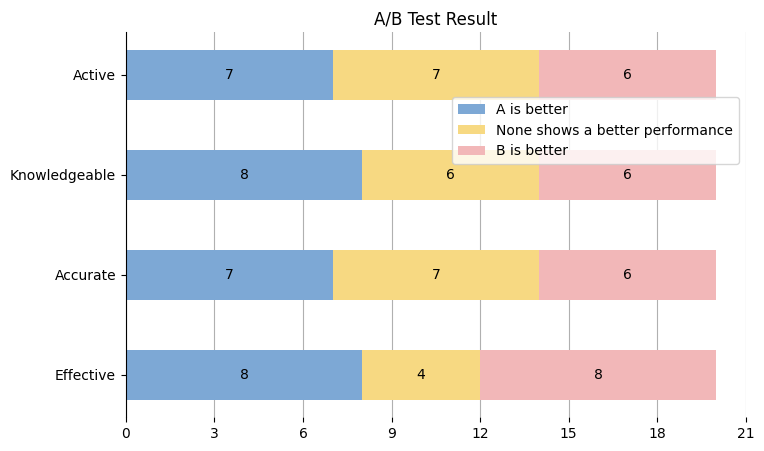 A/B Test Result
Active
7
7
6
A is better
None shows a better performance
B is better
Knowledgeable
8
6
6
Accurate
7
7
6
Effective
8
4
8
0
3
6
9
12
15
18
21